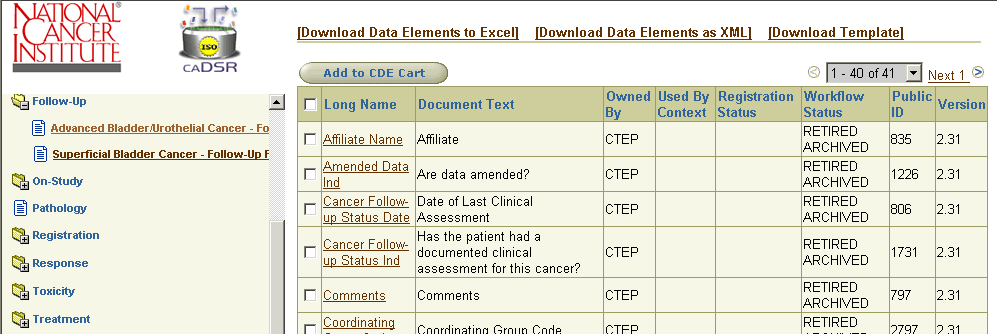 NATIONAL
CANCER
INSTITUTE
ISO
caDSR
[Download Data Elements to Excel] [Download Data Elements as XML] [Download Template]
Add to CDE Cart
1 - 40 of 41 Next 1
Follow-Up
Advanced Bladder/Urothelial Cancer - Fo
Superficial Bladder Cancer - Follow-Up F
On-Study
Pathology
Registration
Response
Toxicity
Treatment
Long Name Document Text Owned By Used By Context Registration Status Workflow Status Public ID Version
Affiliate Name Affiliate CTEP RETIRED ARCHIVED 835 2.31
Amended Data Ind Are data amended? CTEP RETIRED ARCHIVED 1226 2.31
Cancer Follow-up Status Date Date of Last Clinical Assessment CTEP RETIRED ARCHIVED 806 2.31
Cancer Follow-up Status Ind Has the patient had a documented clinical assessment for this cancer? CTEP RETIRED ARCHIVED 1731 2.31
Comments Comments CTEP RETIRED ARCHIVED 797 2.31
Coordinating Coordinating Group Code CTEP RETIRED 2797 2.31